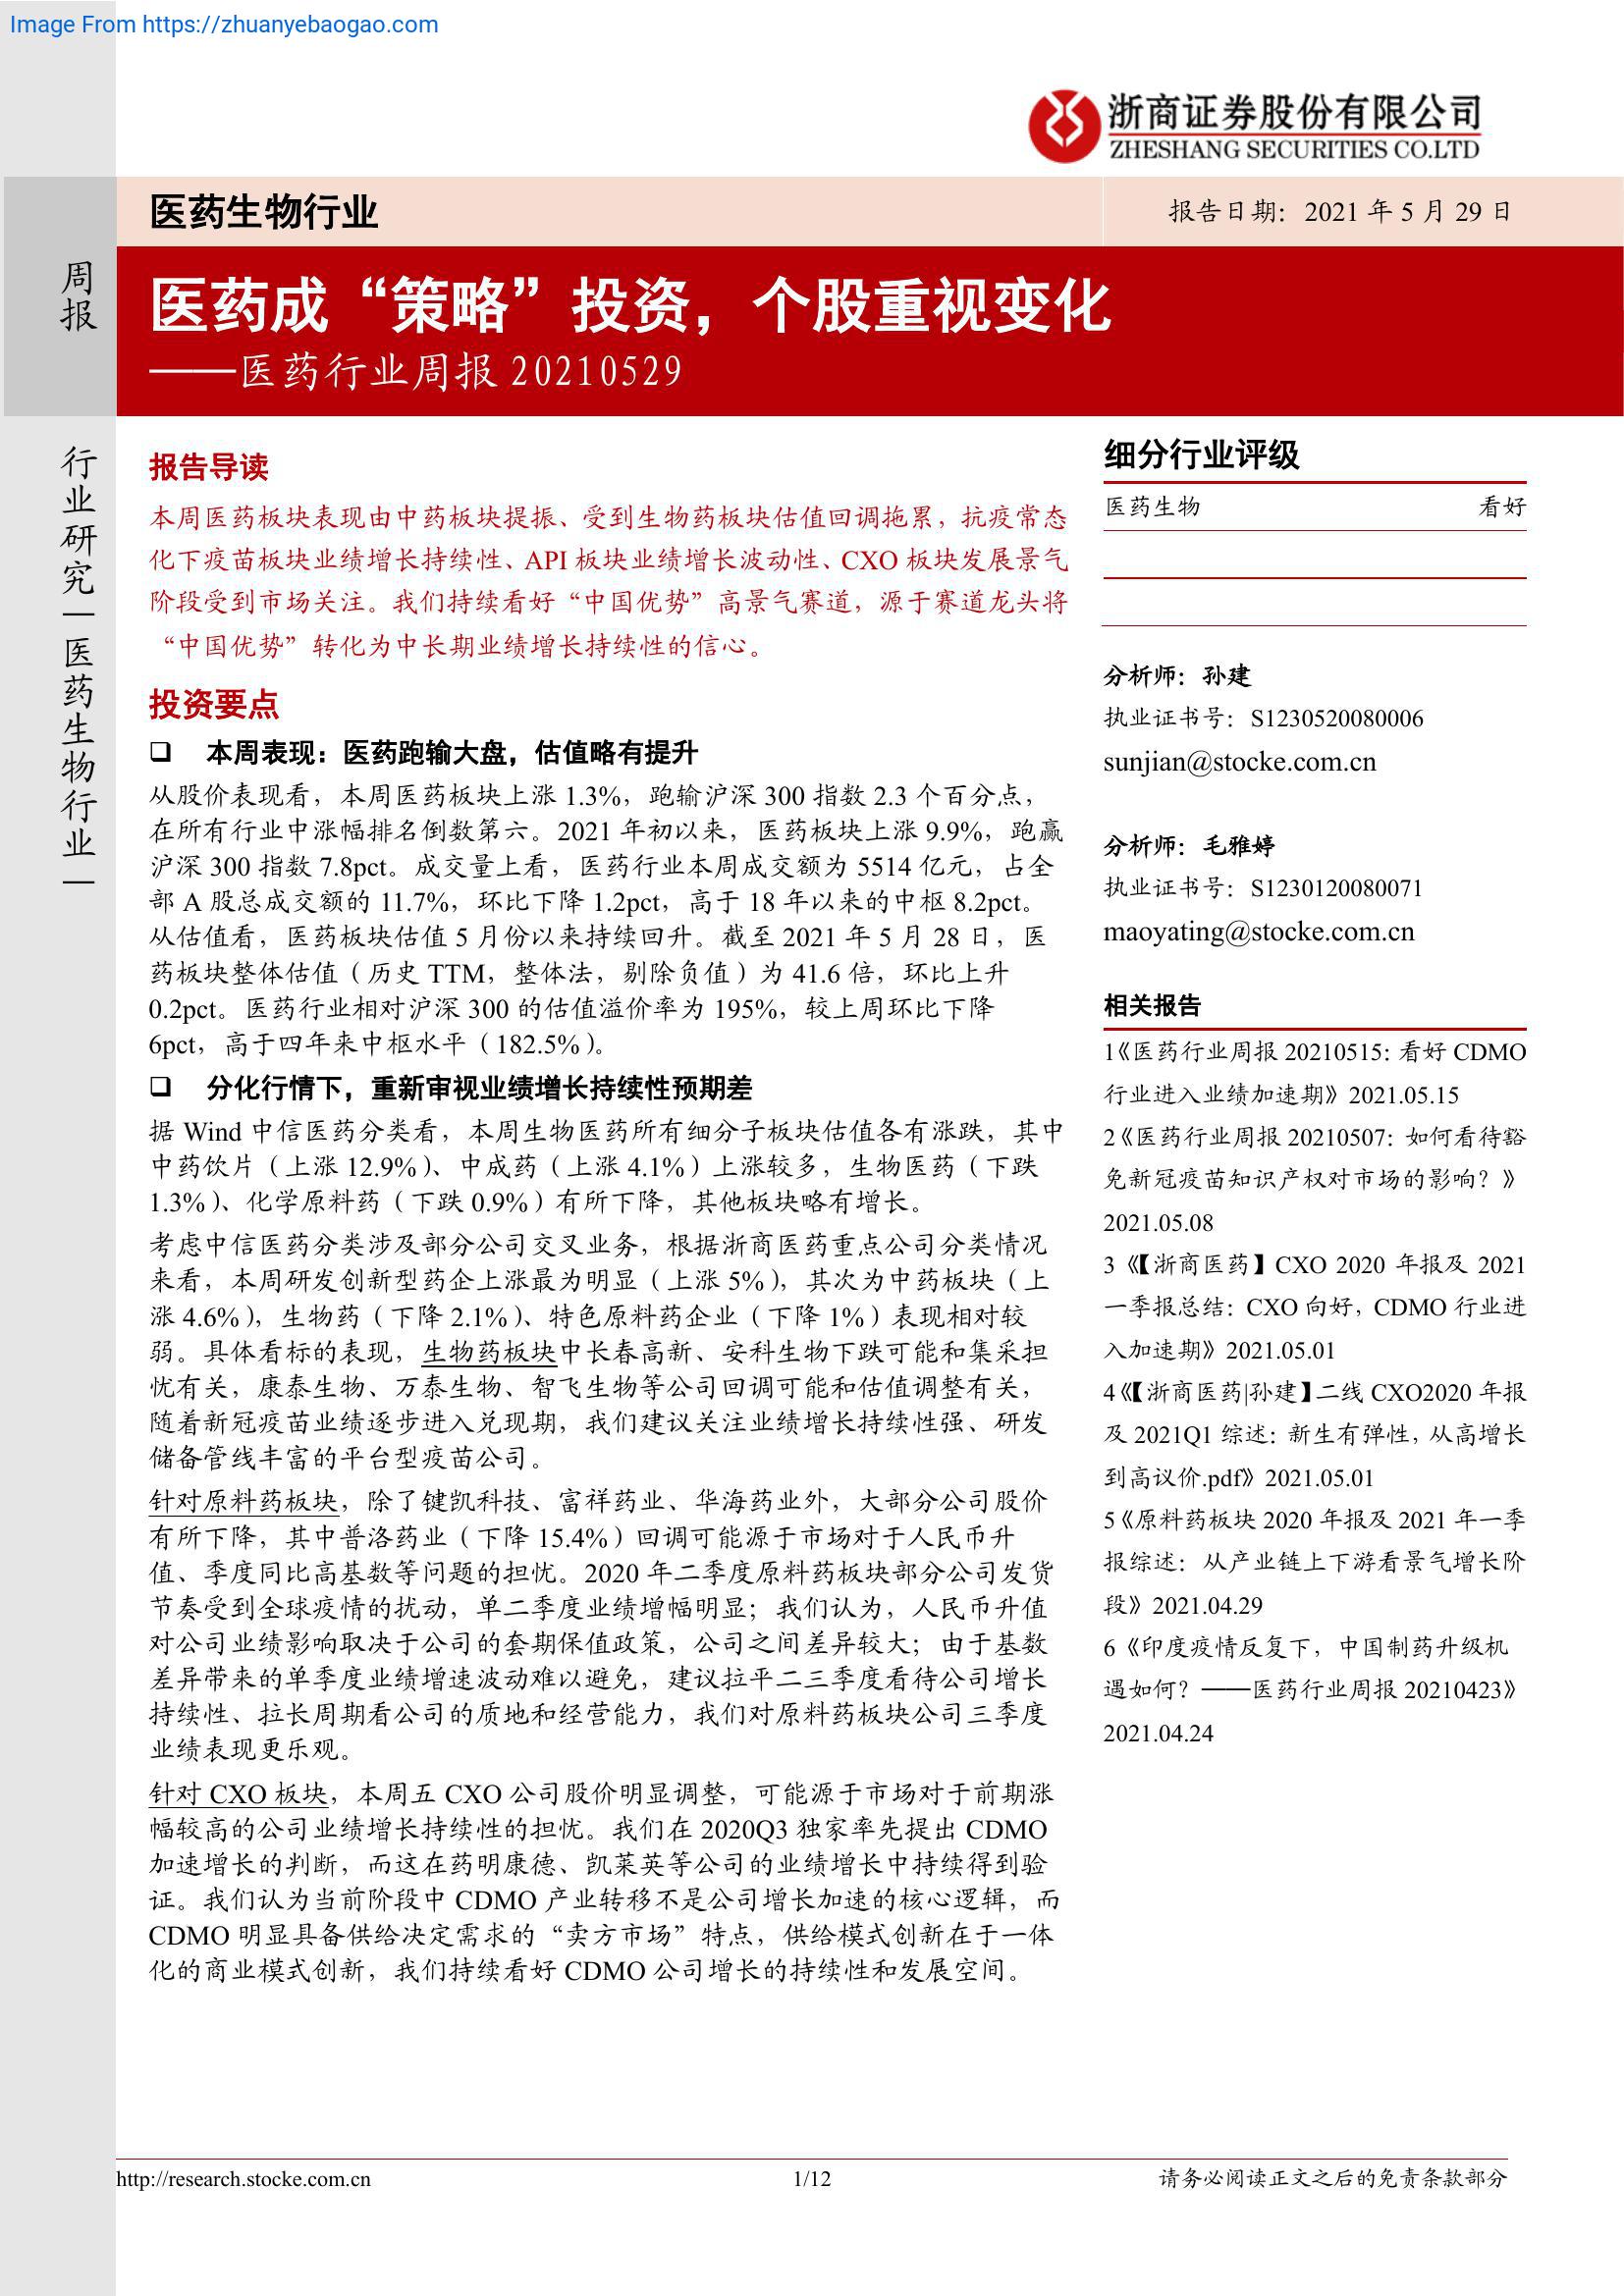 Image From https://zhuanyebaogao.com
浙商证券股份有限公司
ZHESHANG SECURITIES CO.LTD
医药生物行业
报告日期：2021 年 5 月 29 日
周报
医药成“策略”投资，个股重视变化
——医药行业周报 20210529
行业研究—医药生物行业—
报告导读
本周医药板块表现由中药板块提振、受到生物药板块估值回调拖累，抗疫常态
化下疫苗板块业绩增长持续性、API 板块业绩增长波动性、CXO 板块发展景气
阶段受到市场关注。我们持续看好“中国优势”高景气赛道，源于赛道龙头将
“中国优势”转化为中长期业绩增长持续性的信心。
投资要点
❑ 本周表现：医药跑输大盘，估值略有提升
从股价表现看，本周医药板块上涨 1.3%，跑输沪深 300 指数 2.3 个百分点，
在所有行业中涨幅排名倒数第六。2021 年初以来，医药板块上涨 9.9%，跑赢
沪深 300 指数 7.8pct。成交量上看，医药行业本周成交额为 5514 亿元，占全
部 A 股总成交额的 11.7%，环比下降 1.2pct，高于 18 年以来的中枢 8.2pct。
从估值看，医药板块估值 5 月份以来持续回升。截至 2021 年 5 月 28 日，医
药板块整体估值（历史 TTM，整体法，剔除负值）为 41.6 倍，环比上升
0.2pct。医药行业相对沪深 300 的估值溢价率为 195%，较上周环比下降
6pct，高于四年来中枢水平（182.5%）。
❑ 分化行情下，重新审视业绩增长持续性预期差
据 Wind 中信医药分类看，本周生物医药所有细分子板块估值各有涨跌，其中
中药饮片（上涨 12.9%）、中成药（上涨 4.1%）上涨较多，生物医药（下跌
1.3%）、化学原料药（下跌 0.9%）有所下降，其他板块略有增长。
考虑中信医药分类涉及部分公司交叉业务，根据浙商医药重点公司分类情况
来看，本周研发创新型药企上涨最为明显（上涨 5%），其次为中药板块（上
涨 4.6%），生物药（下降 2.1%）、特色原料药企业（下降 1%）表现相对较
弱。具体看标的表现，生物药板块中长春高新、安科生物下跌可能和集采担
忧有关，康泰生物、万泰生物、智飞生物等公司回调可能和估值调整有关，
随着新冠疫苗业绩逐步进入兑现期，我们建议关注业绩增长持续性强、研发
储备管线丰富的平台型疫苗公司。
针对原料药板块，除了键凯科技、富祥药业、华海药业外，大部分公司股价
有所下降，其中普洛药业（下降 15.4%）回调可能源于市场对于人民币升
值、季度同比高基数等问题的担忧。2020 年二季度原料药板块部分公司发货
节奏受到全球疫情的扰动，单二季度业绩增幅明显；我们认为，人民币升值
对公司业绩影响取决于公司的套期保值政策，公司之间差异较大；由于基数
差异带来的单季度业绩增速波动难以避免，建议拉平二三季度看待公司增长
持续性、拉长周期看公司的质地和经营能力，我们对原料药板块公司三季度
业绩表现更乐观。
针对 CXO 板块，本周五 CXO 公司股价明显调整，可能源于市场对于前期涨
幅较高的公司业绩增长持续性的担忧。我们在 2020Q3 独家率先提出 CDMO
加速增长的判断，而这在药明康德、凯莱英等公司的业绩增长中持续得到验
证。我们认为当前阶段中 CDMO 产业转移不是公司增长加速的核心逻辑，而
CDMO 明显具备供给决定需求的“卖方市场”特点，供给模式创新在于一体
化的商业模式创新，我们持续看好 CDMO 公司增长的持续性和发展空间。
细分行业评级
医药生物 看好
分析师：孙建
执业证书号：S1230520080006
sunjian@stocke.com.cn
分析师：毛雅婷
执业证书号：S1230120080071
maoyating@stocke.com.cn
相关报告
1《医药行业周报 20210515：看好 CDMO
行业进入业绩加速期》2021.05.15
2《医药行业周报 20210507：如何看待豁
免新冠疫苗知识产权对市场的影响？》
2021.05.08
3《【浙商医药】CXO 2020 年报及 2021
一季报总结：CXO 向好，CDMO 行业进
入加速期》2021.05.01
4《【浙商医药|孙建】二线 CXO2020 年报
及 2021Q1 综述：新生有弹性，从高增长
到高议价.pdf》2021.05.01
5《原料药板块 2020 年报及 2021 年一季
报综述：从产业链上下游看景气增长阶
段》2021.04.29
6《印度疫情反复下，中国制药升级机
遇如何？——医药行业周报 20210423》
2021.04.24
http://research.stocke.com.cn
1/12
请务必阅读正文之后的免责条款部分